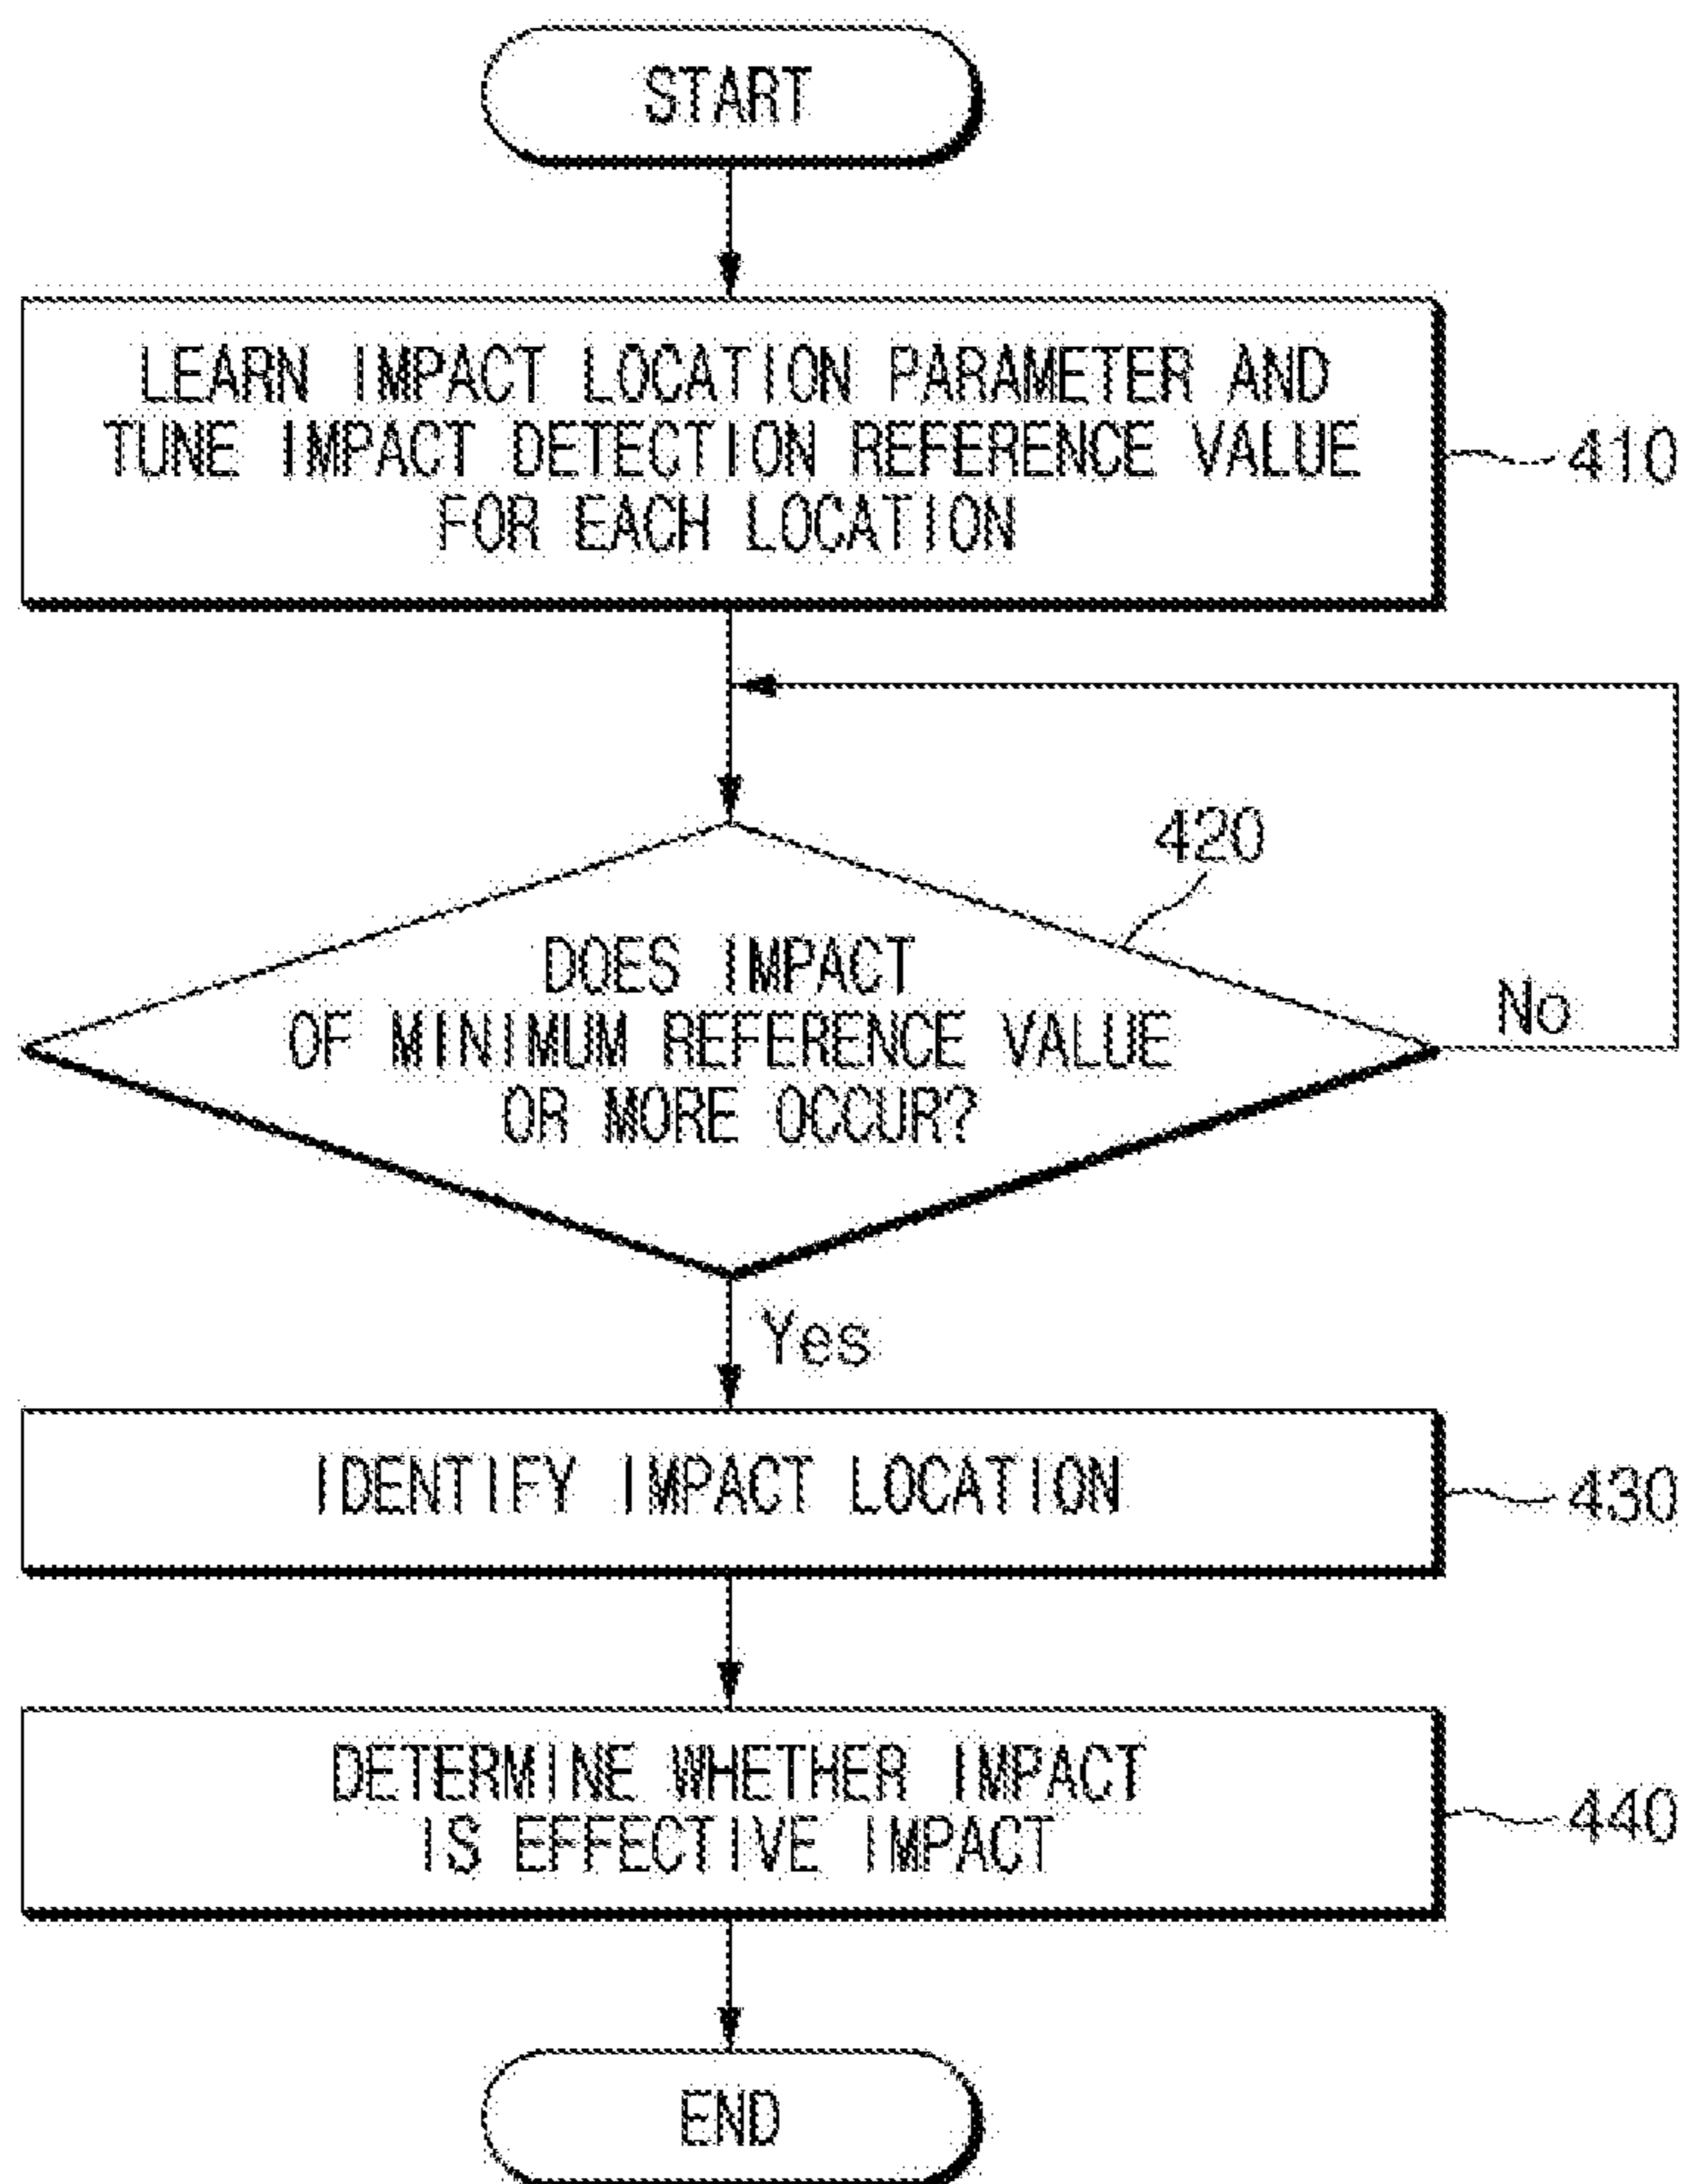 START
LEARN IMPACT LOCATION PARAMETER AND
TUNE IMPACT DETECTION REFERENCE VALUE
FOR EACH LOCATION
410
420
DOES IMPACT
OF MINIMUM REFERENCE VALUE
OR MORE OCCUR?
No
Yes
IDENTIFY IMPACT LOCATION
430
DETERMINE WHETHER IMPACT
IS EFFECTIVE IMPACT
440
END